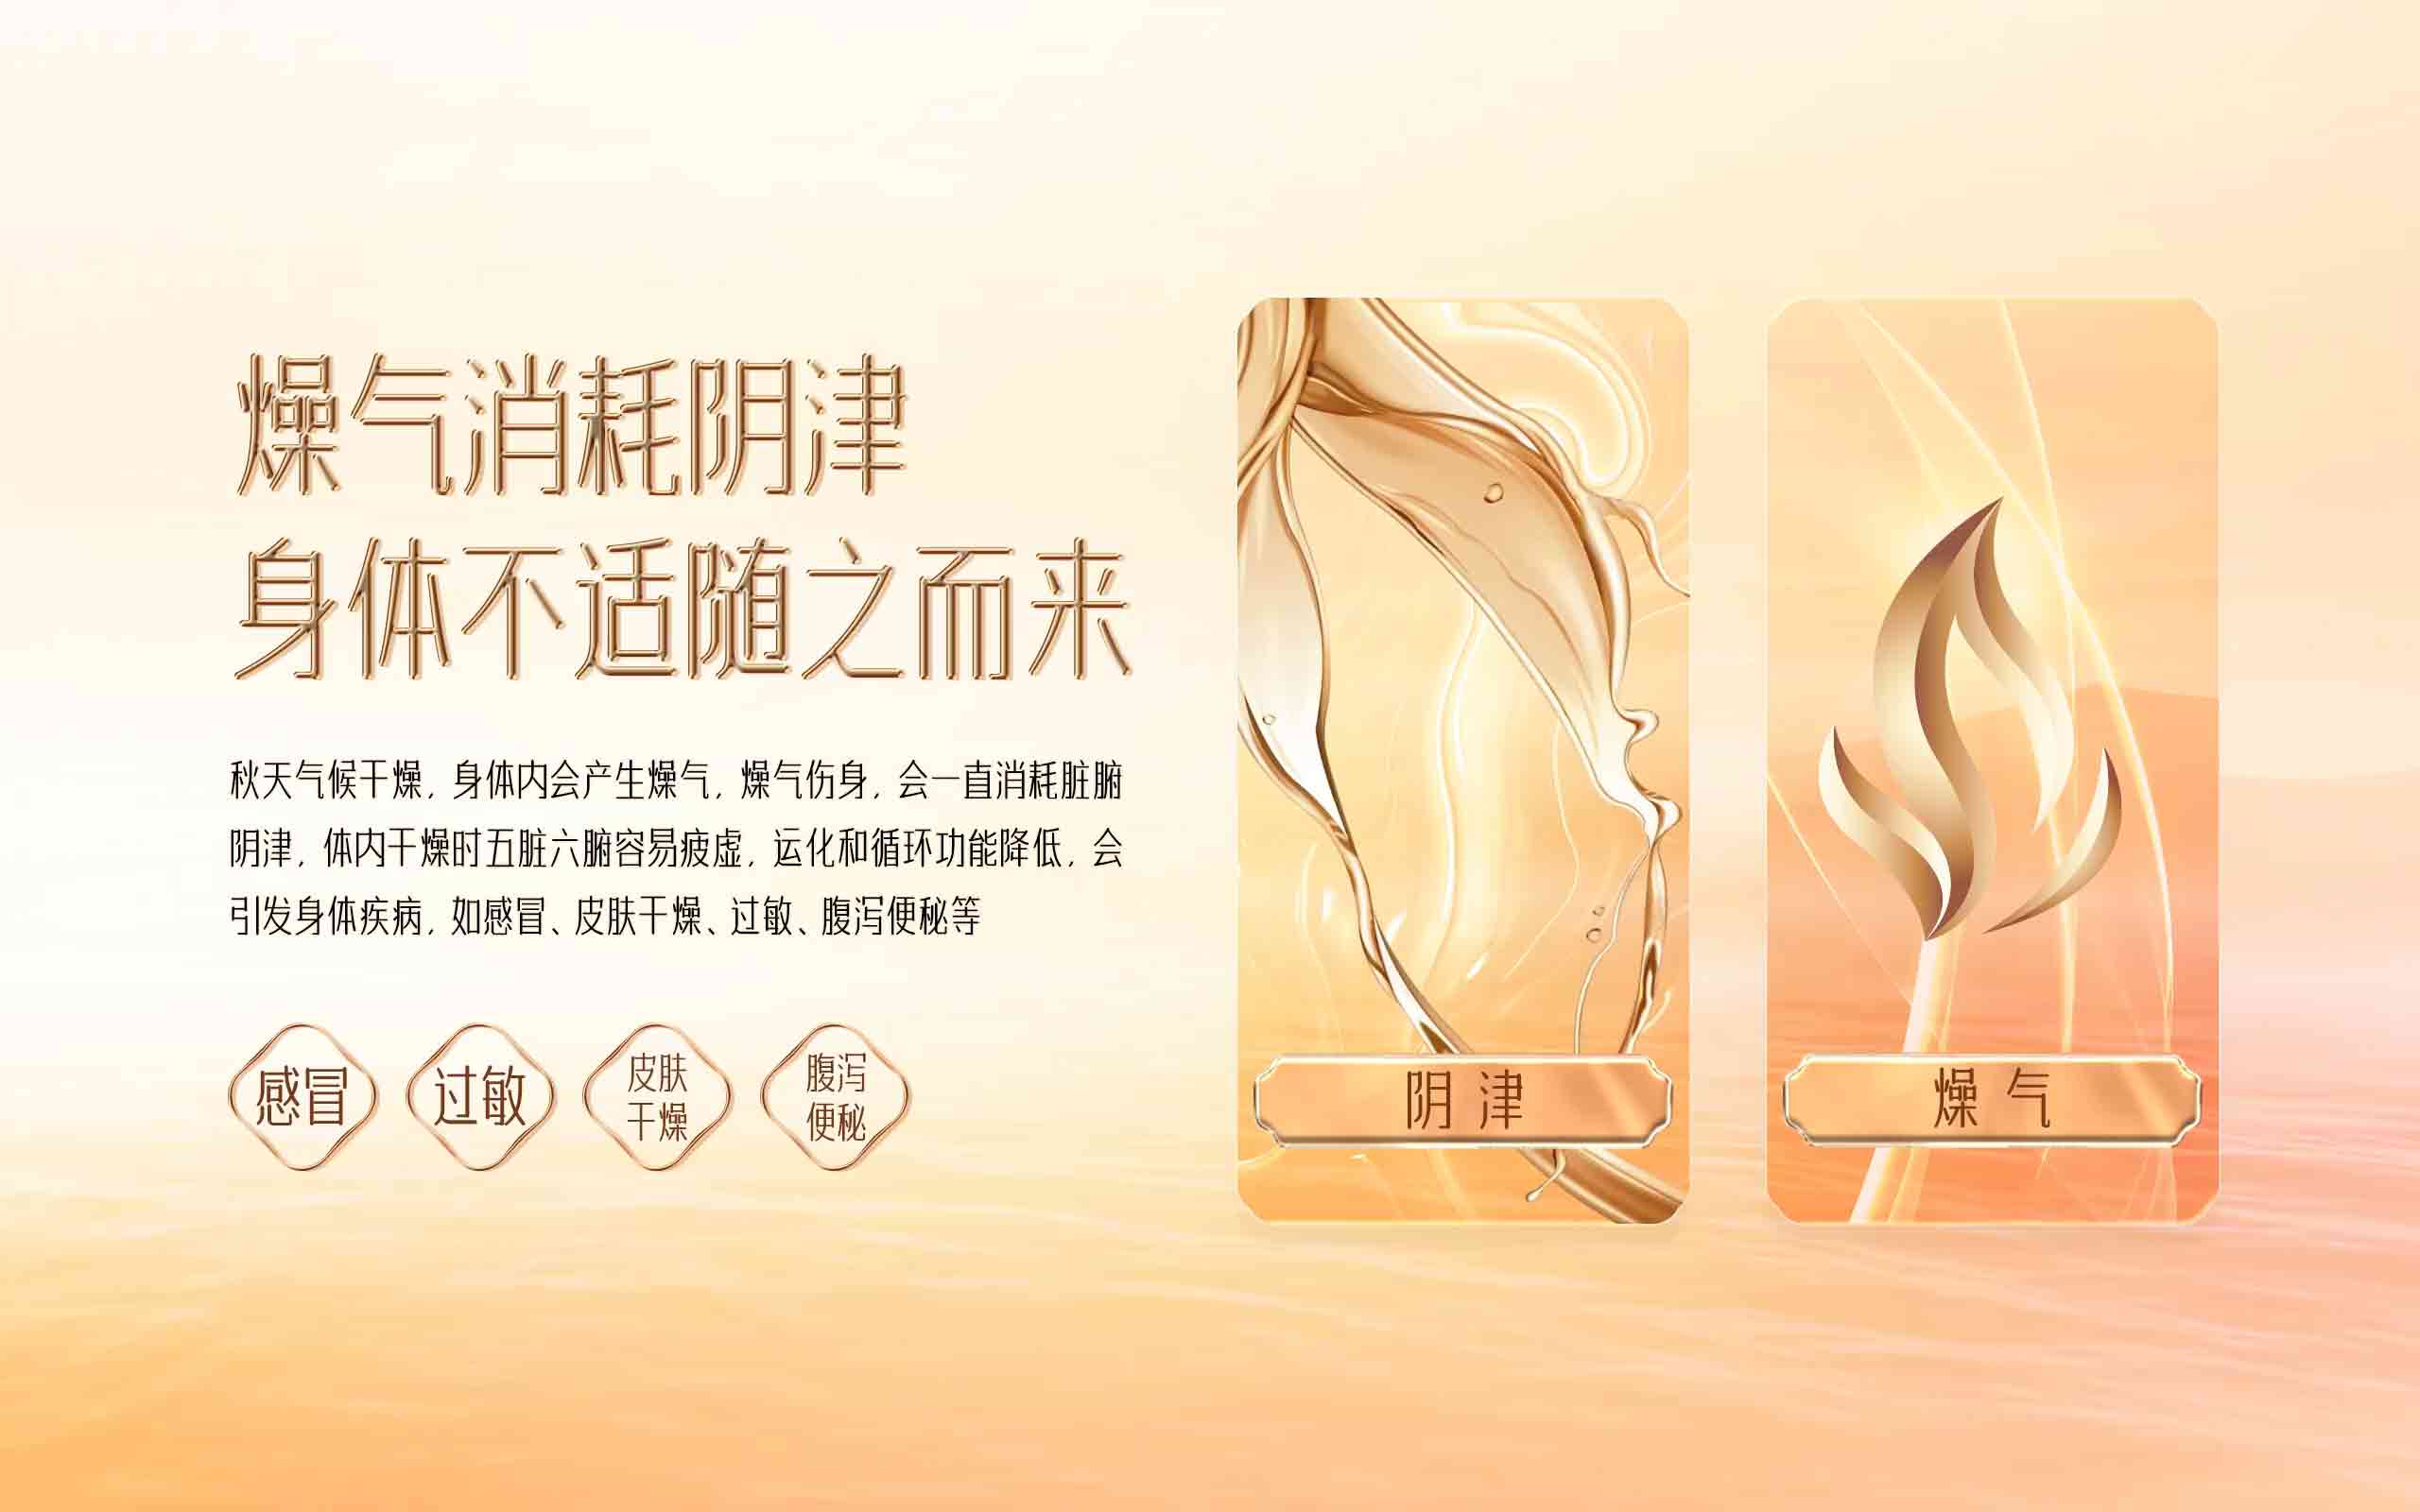 燥气消耗阴津
身体不适随之而来
秋天气候干燥，身体内会产生燥气，燥气伤身，会一直消耗脏腑
阴津，体内干燥时五脏六腑容易疲虚，运化和循环功能降低，会
引发身体疾病，如感冒、皮肤干燥、过敏、腹泻便秘等
感冒
过敏
皮肤
干燥
腹泻
便秘
阴津
燥气